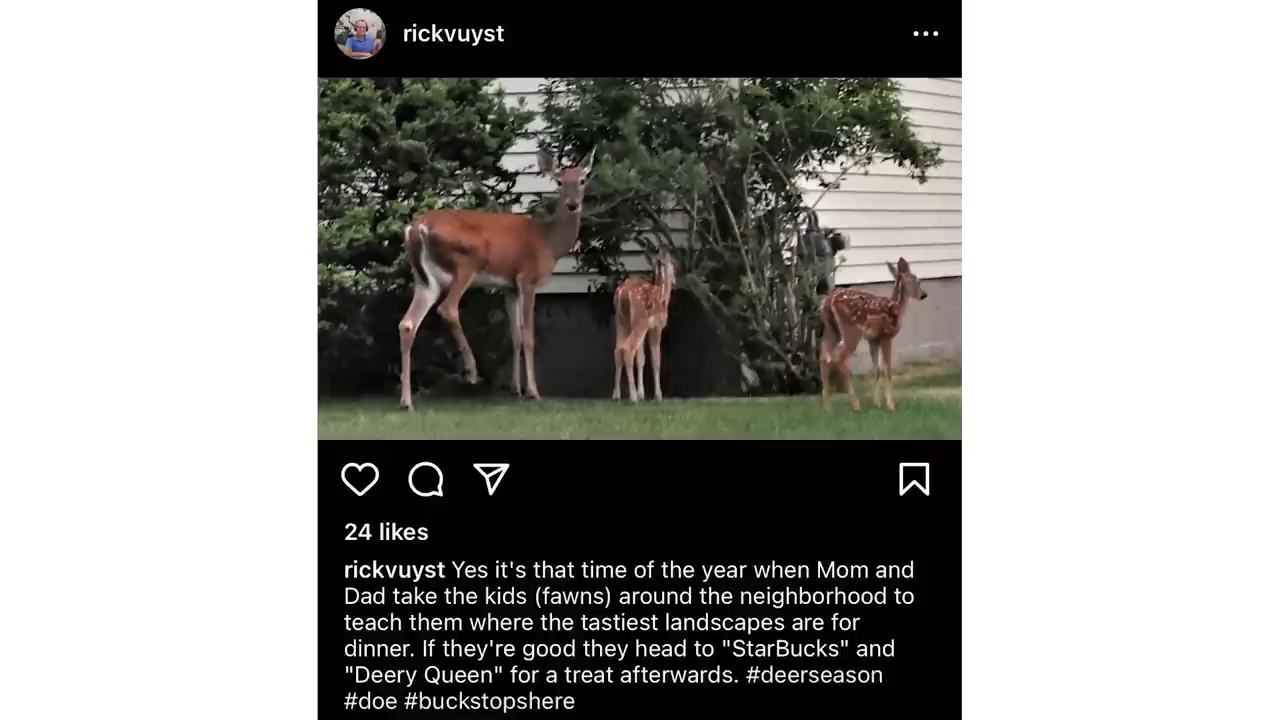 rickvuyst
24 likes
rickvuyst Yes it's that time of the year when Mom and
Dad take the kids (fawns) around the neighborhood to
teach them where the tastiest landscapes are for
dinner. If they're good they head to "StarBucks" and
"Deery Queen" for a treat afterwards. #deerseason
#doe #buckstopshere